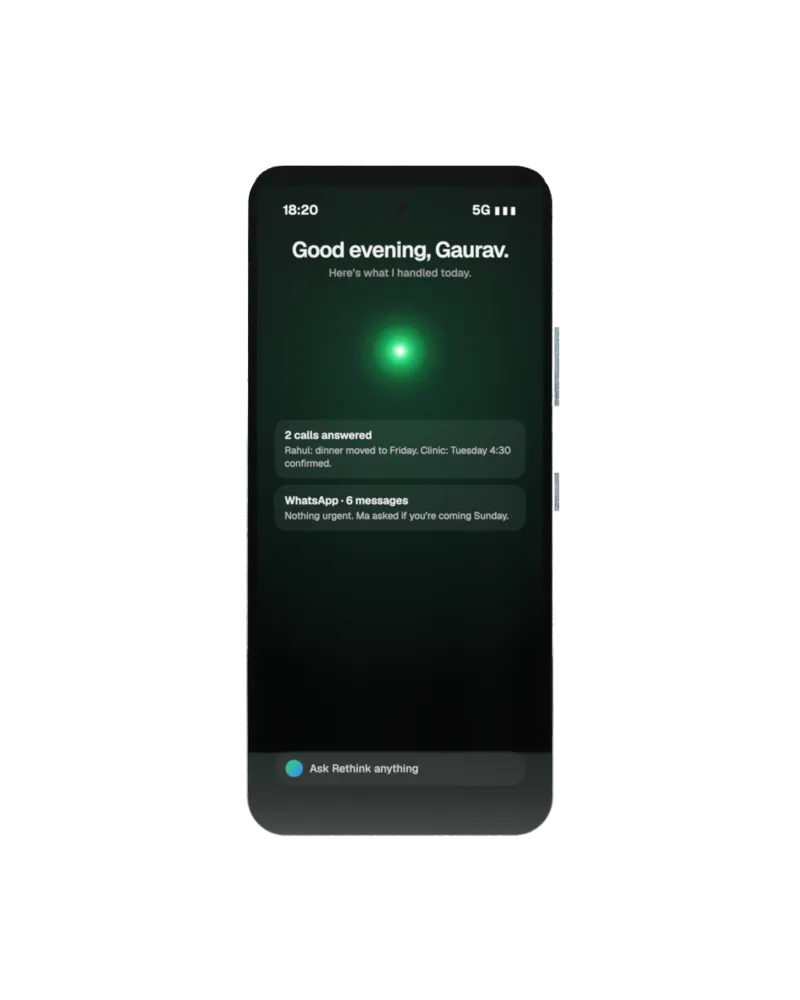 18:20
5G
Good evening, Gaurav.
Here's what I handled today.
2 calls answered
Rahul: dinner moved to Friday. Clinic: Tuesday 4:30
confirmed.
WhatsApp · 6 messages
Nothing urgent. Ma asked if you're coming Sunday.
Ask Rethink anything